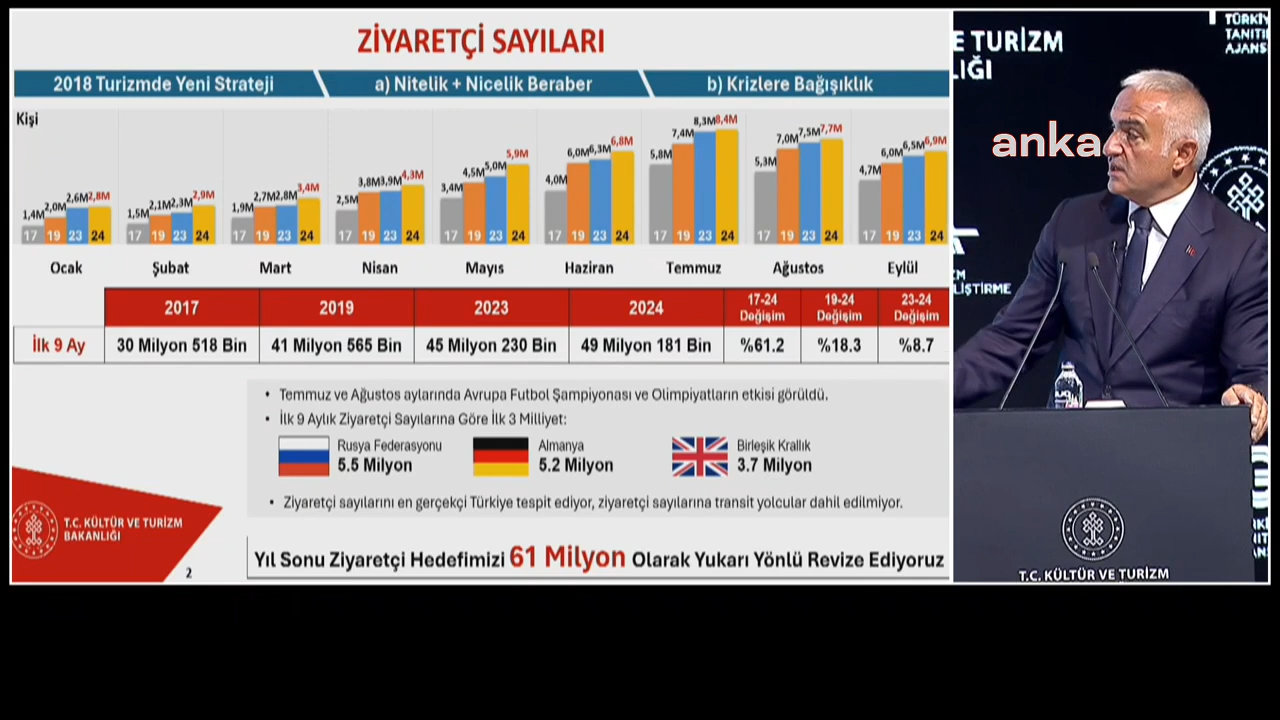 ZİYARETÇİ SAYILARI
2018 Turizmde Yeni Strateji
a) Nitelik + Nicelik Beraber
b) Krizlere Bağışıklık
Kişi
1,4M 2,0M 2,6M 2,8M
1,5M 2,1M 2,3M 2,9M
1,9M 2,7M 2,8M 3,4M
2,5M 3,8M 3,9M 4,3M
3,4M 4,5M 5,0M 5,9M
4,0M 6,0M 6,3M 6,8M
5,8M 7,4M 8,3M 8,4M
5,3M 7,0M 7,5M 7,7M
4,7M 6,0M 6,5M 6,9M
17 19 23 24 17 19 23 24 17 19 23 24 17 19 23 24 17 19 23 24 17 19 23 24 17 19 23 24 17 19 23 24 17 19 23 24
Ocak Şubat Mart Nisan Mayıs Haziran Temmuz Ağustos Eylül
2017 2019 2023 2024 17-24 Değişim 19-24 Değişim 23-24 Değişim
İlk 9 Ay 30 Milyon 518 Bin 41 Milyon 565 Bin 45 Milyon 230 Bin 49 Milyon 181 Bin %61.2 %18.3 %8.7
• Temmuz ve Ağustos aylarında Avrupa Futbol Şampiyonası ve Olimpiyatların etkisi görüldü.
• İlk 9 Aylık Ziyaretçi Sayılarına Göre İlk 3 Milliyet:
Rusya Federasyonu
5.5 Milyon
Almanya
5.2 Milyon
Birleşik Krallık
3.7 Milyon
• Ziyaretçi sayılarını en gerçekçi Türkiye tespit ediyor, ziyaretçi sayılarına transit yolcular dahil edilmiyor.
T.C. KÜLTÜR VE TURİZM
BAKANLIĞI
2
Yıl Sonu Ziyaretçi Hedefimizi 61 Milyon Olarak Yukarı Yönlü Revize Ediyoruz
E TURİZM
LIĞI
TÜRKİY
TANITI
AJANS
anka
ZM
LİŞTİRME
T.C. KÜLTÜR VE TURİZM